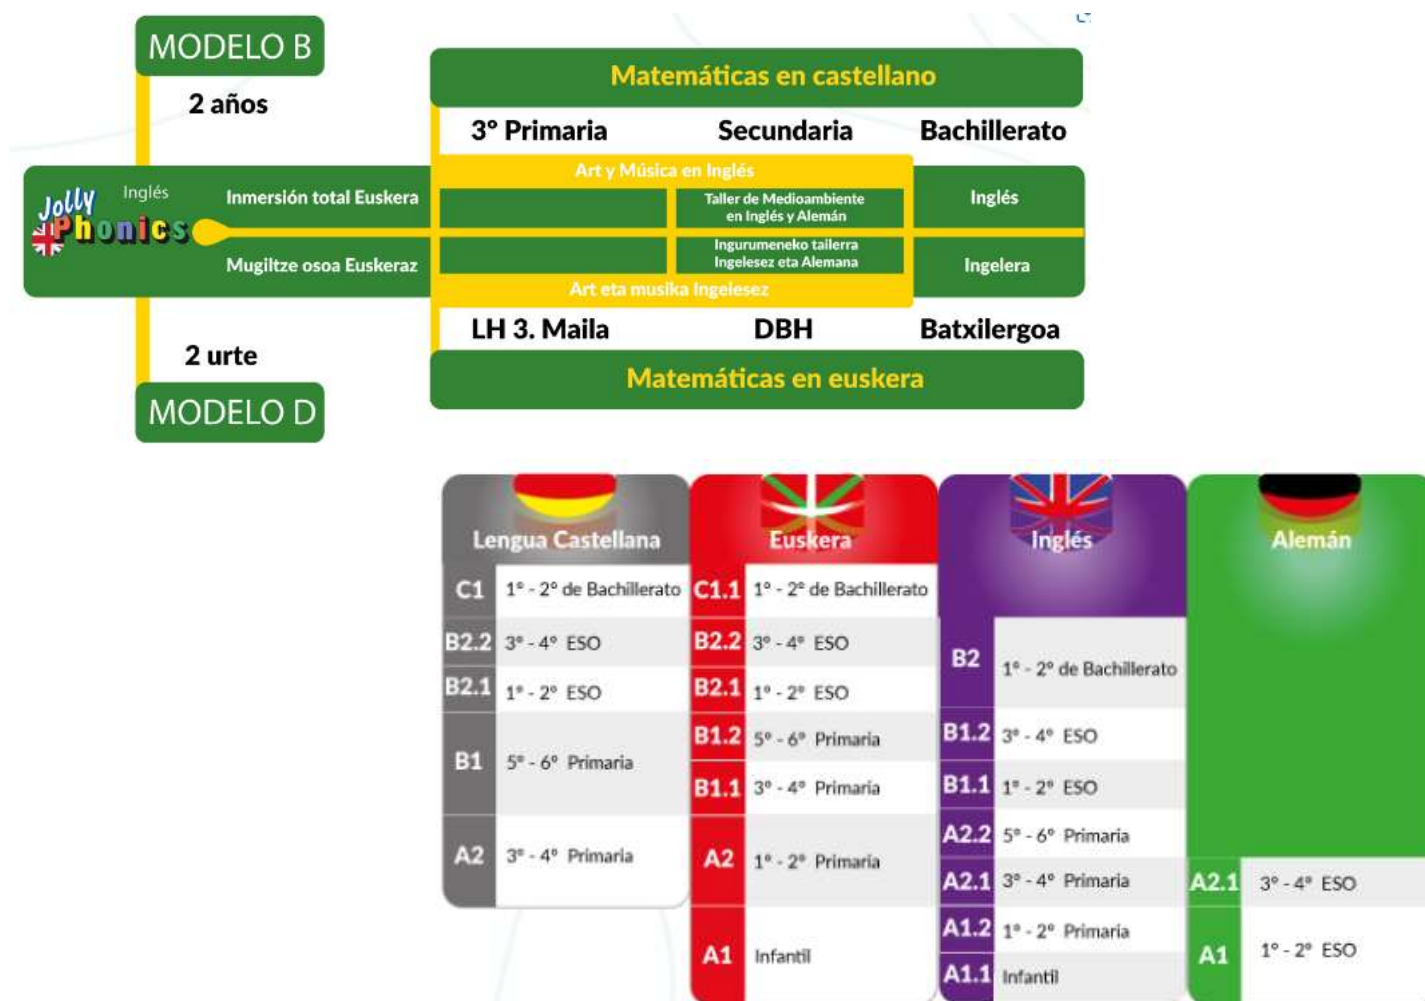 MODELO B
2 años
Matemáticas en castellano
3º Primaria
Secundaria
Bachillerato
Art y Música en Inglés
Jolly Phonics
Inglés
Inmersión total Euskera
Taller de Medioambiente
en Inglés y Alemán
Inglés
Mugiltze osoa Euskeraz
Ingurumeneko tailerra
Ingelesez eta Alemana
Ingelera
Art eta musika Ingelesez
LH 3. Maila
DBH
Batxilergoa
2 urte
Matemáticas en euskera
MODELO D
Lengua Castellana
C1 1º - 2º de Bachillerato
B2.2 3º - 4º ESO
B2.1 1º - 2º ESO
B1 5º - 6º Primaria
A2 3º - 4º Primaria
Euskera
C1.1 1º - 2º de Bachillerato
B2.2 3º - 4º ESO
B2.1 1º - 2º ESO
B1.2 5º - 6º Primaria
B1.1 3º - 4º Primaria
A2 1º - 2º Primaria
A1 Infantil
Inglés
B2 1º - 2º de Bachillerato
B1.2 3º - 4º ESO
B1.1 1º - 2º ESO
A2.2 5º - 6º Primaria
A2.1 3º - 4º Primaria
A1.2 1º - 2º Primaria
A1.1 Infantil
Alemán
A2.1 3º - 4º ESO
A1 1º - 2º ESO